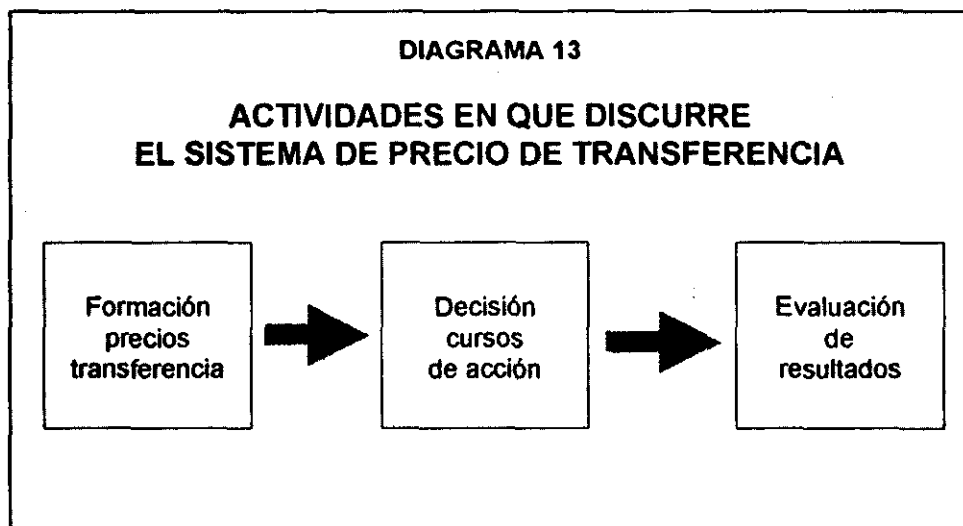 DIAGRAMA 13
ACTIVIDADES EN QUE DISCURRE
EL SISTEMA DE PRECIO DE TRANSFERENCIA
Formación
precios
transferencia
Decisión
cursos
de acción
Evaluación
de
resultados